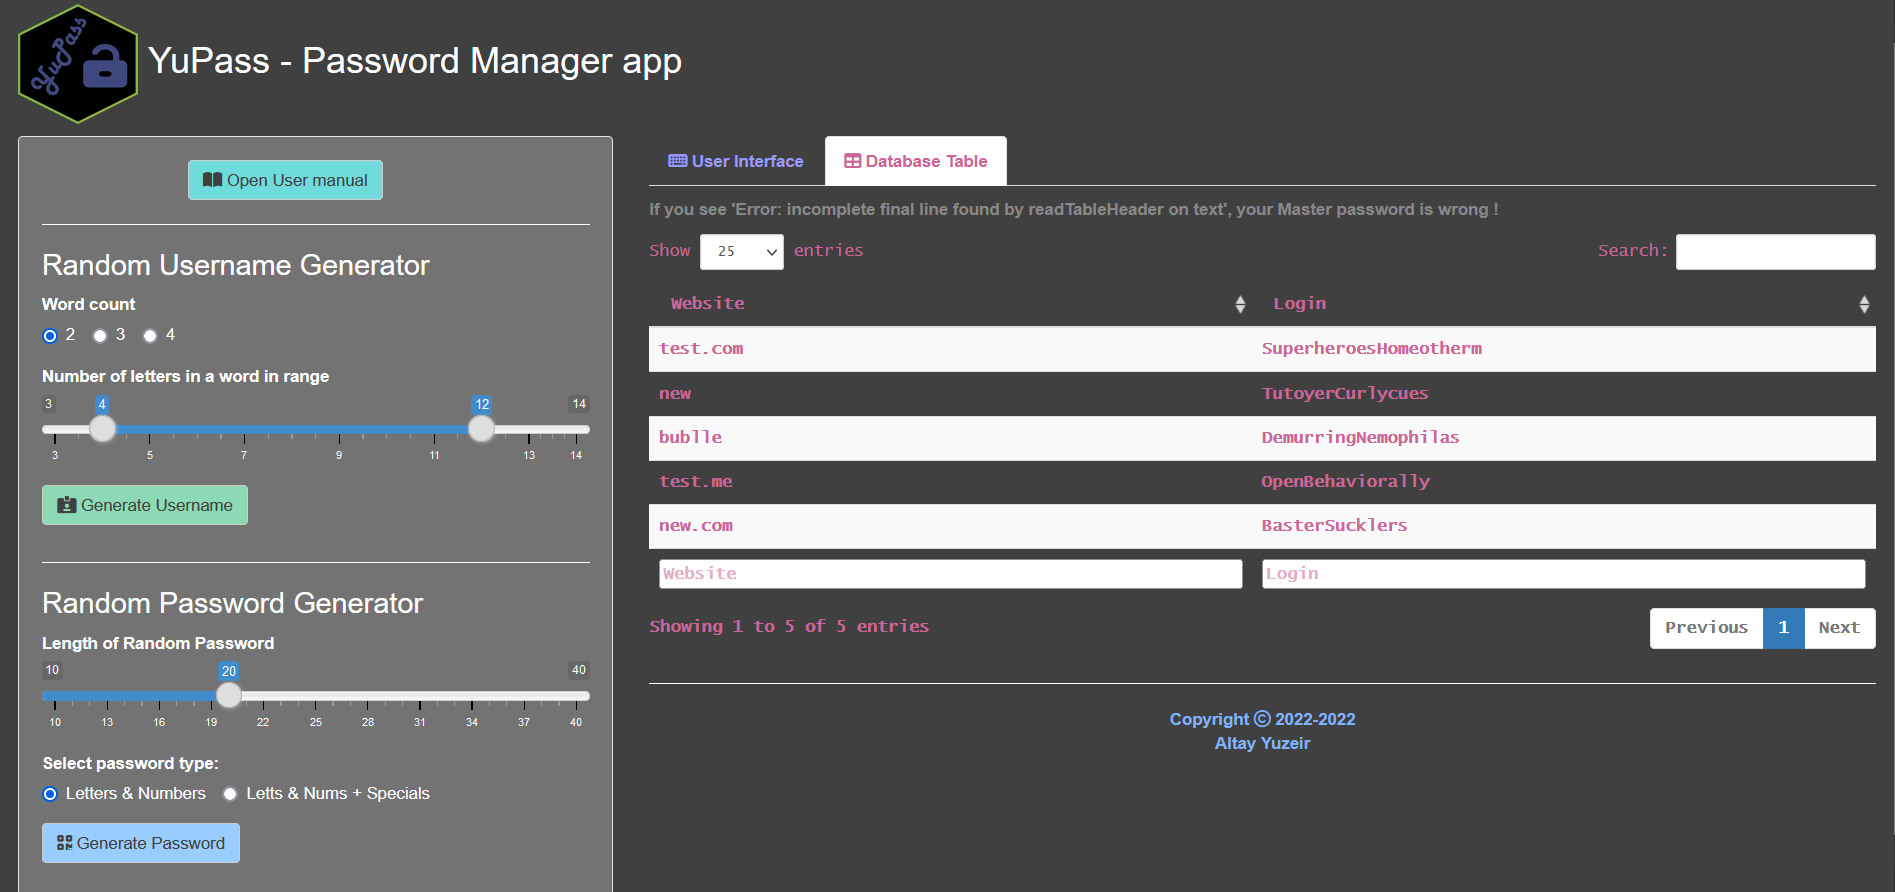 YuPass
YuPass - Password Manager app
Open User manual
Random Username Generator
Word count
2 3 4
Number of letters in a word in range
3 4 12 14
3 5 7 9 11 13 14
Generate Username
Random Password Generator
Length of Random Password
10 20 40
10 13 16 19 22 25 28 31 34 37 40
Select password type:
Letters & Numbers Letts & Nums + Specials
Generate Password
User Interface Database Table
If you see 'Error: incomplete final line found by readTableHeader on text', your Master password is wrong !
Show 25 entries Search:
Website Login
test.com SuperheroesHomeotherm
new TutoyerCurlycues
bublle DemurringNemophilas
test.me OpenBehaviorally
new.com BasterSucklers
Website Login
Showing 1 to 5 of 5 entries Previous 1 Next
Copyright © 2022-2022
Altay Yuzeir